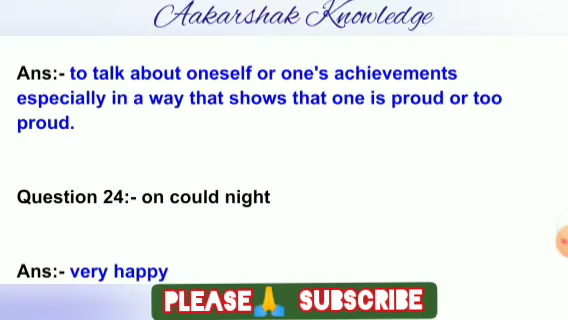 Aakarshak Knowledge
Ans:- to talk about oneself or one's achievements
especially in a way that shows that one is proud or too
proud.
Question 24:- on could night
Ans:- very happy
PLEASE🙏 SUBSCRIBE